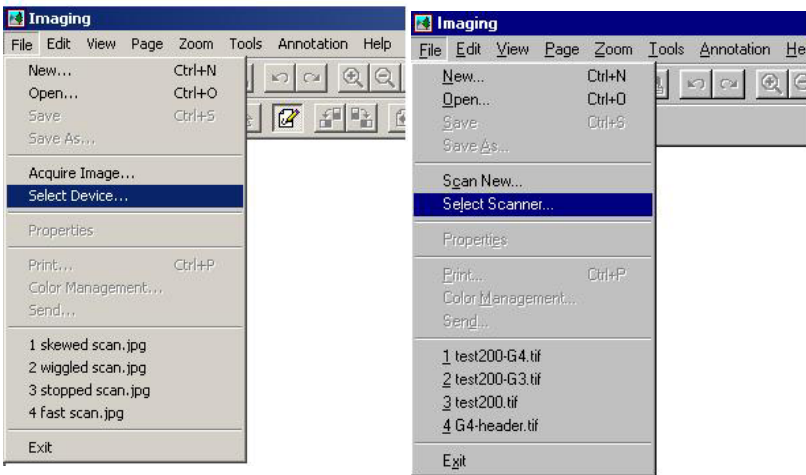 Imaging
File Edit View Page Zoom Tools Annotation Help
New... Ctrl+N
Open... Ctrl+O
Save Ctrl+S
Save As...
Acquire Image...
Select Device...
Properties
Print... Ctrl+P
Color Management...
Send...
1 skewed scan.jpg
2 wiggled scan.jpg
3 stopped scan.jpg
4 fast scan.jpg
Exit
Imaging
File Edit View Page Zoom Tools Annotation He
New... Ctrl+N
Open... Ctrl+O
Save Ctrl+S
Save As...
Scan New...
Select Scanner...
Properties
Print... Ctrl+P
Color Management...
Send...
1 test200-G4.tif
2 test200-G3.tif
3 test200.tif
4 G4-header.tif
Exit